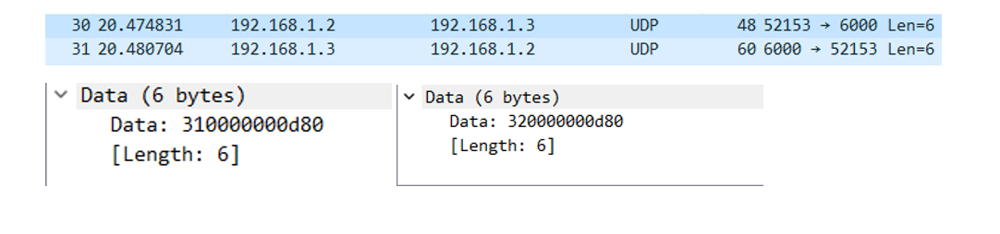 30 20.474831 192.168.1.2 192.168.1.3 UDP 48 52153 → 6000 Len=6
31 20.480704 192.168.1.3 192.168.1.2 UDP 60 6000 → 52153 Len=6
Data (6 bytes)
Data: 310000000d80
[Length: 6]
Data (6 bytes)
Data: 320000000d80
[Length: 6]